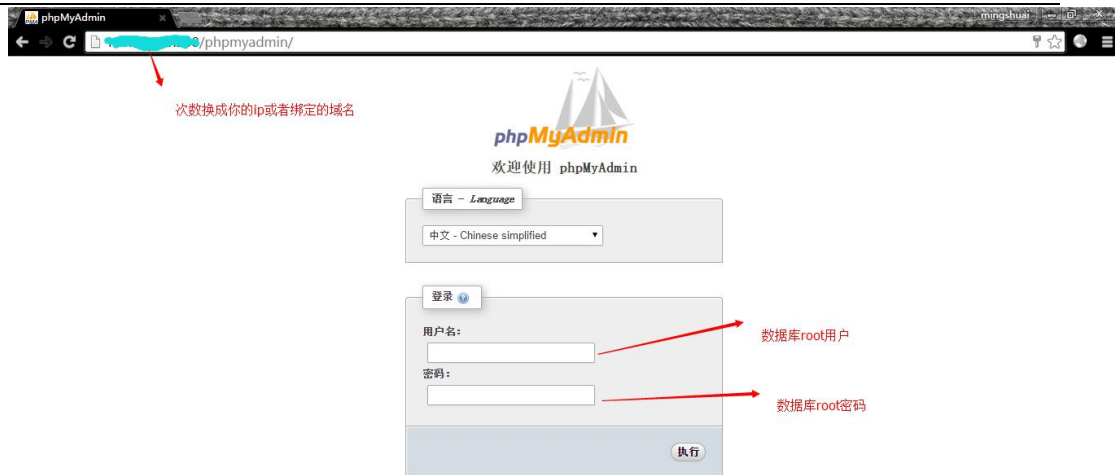 phpMyAdmin
mingshuai
/phpmyadmin/
次数换成你的ip或者绑定的域名
phpMyAdmin
欢迎使用 phpMyAdmin
语言 - Language
中文 - Chinese simplified
登录
用户名:
数据库root用户
密码:
数据库root密码
执行